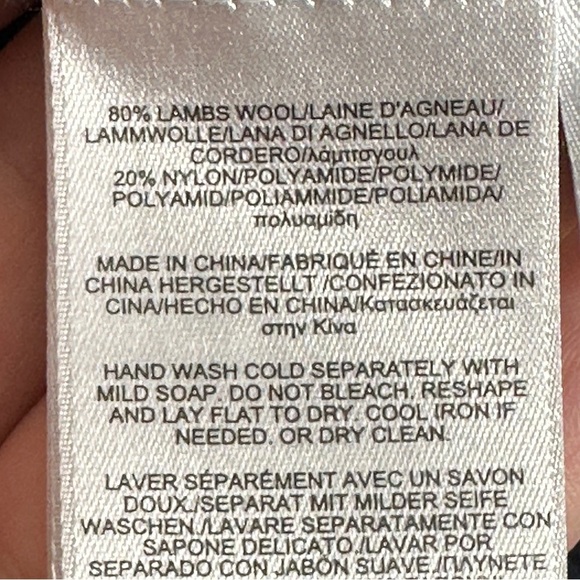 80% LAMBS WOOL/LAINE D'AGNEAU/
LAMMWOLLE/LANA DI AGNELLO/LANA DE
CORDERO/λάμπαγουλ
20% NYLON/POLYAMIDE/POLYMIDE/
POLYAMID/POLIAMMIDE/POLIAMIDA/
πολυαμίδη
MADE IN CHINA/FABRIQUÉ EN CHINE/IN
CHINA HERGESTELLT /CONFEZIONATO IN
CINA/HECHO EN CHINA/Κατασκευάζεται
στην Κίνα
HAND WASH COLD SEPARATELY WITH
MILD SOAP. DO NOT BLEACH. RESHAPE
AND LAY FLAT TO DRY. COOL IRON IF
NEEDED. OR DRY CLEAN.
LAVER SÉPARÉMENT AVEC UN SAVON
DOUX./SEPARAT MIT MILDER SEIFE
WASCHEN./LAVARE SEPARATAMENTE CON
SAPONE DELICATO./LAVAR POR
SEPARADO CON JABÓN SUAVE./ΠΛΥΝΕΤΕ